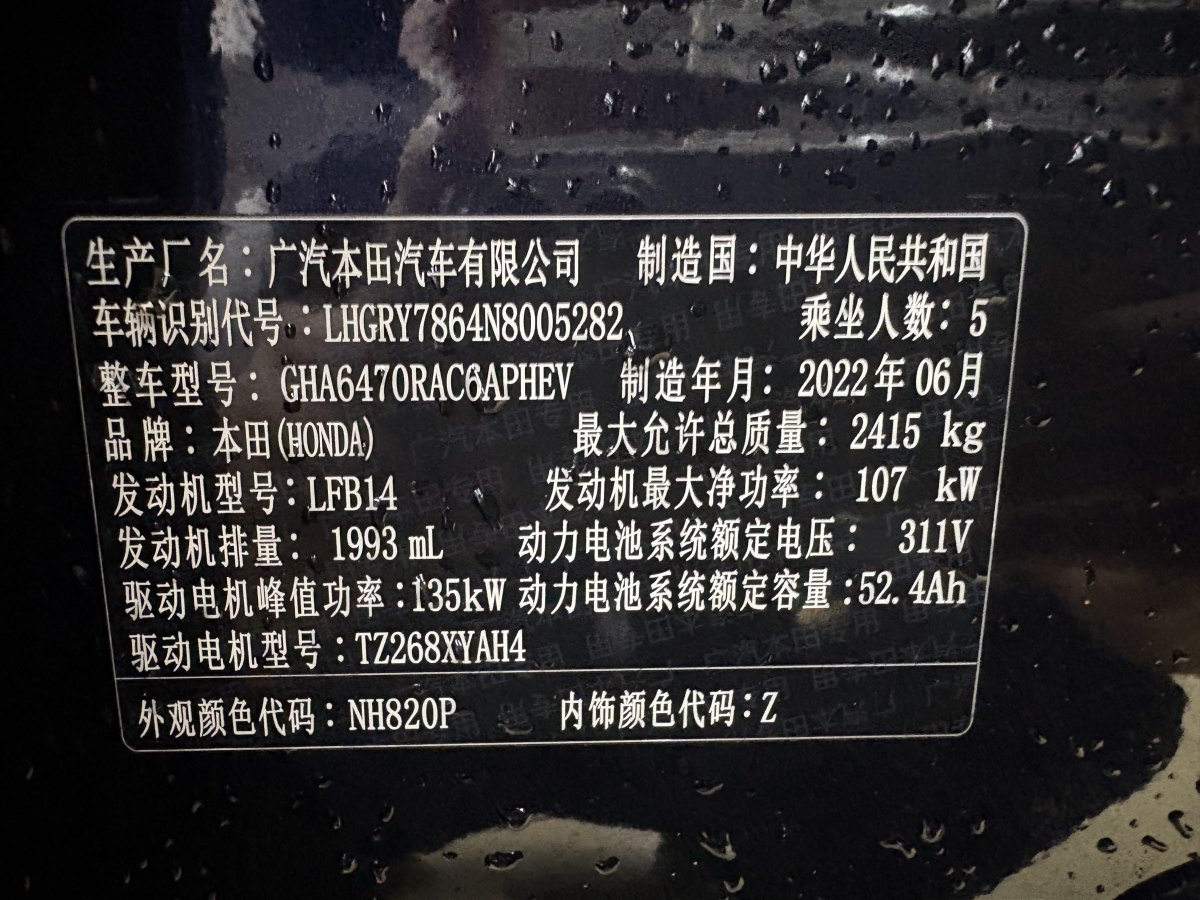 生产厂名：广汽本田汽车有限公司 制造国：中华人民共和国
车辆识别代号：LHGRY7864N8005282 乘坐人数：5
整车型号：GHA6470RAC6APHEV 制造年月：2022年06月
品牌：本田(HONDA) 最大允许总质量：2415 kg
发动机型号：LFB14 发动机最大净功率：107 kW
发动机排量：1993 mL 动力电池系统额定电压：311V
驱动电机峰值功率：135kW 动力电池系统额定容量：52.4Ah
驱动电机型号：TZ268XYAH4
外观颜色代码：NH820P 内饰颜色代码：Z